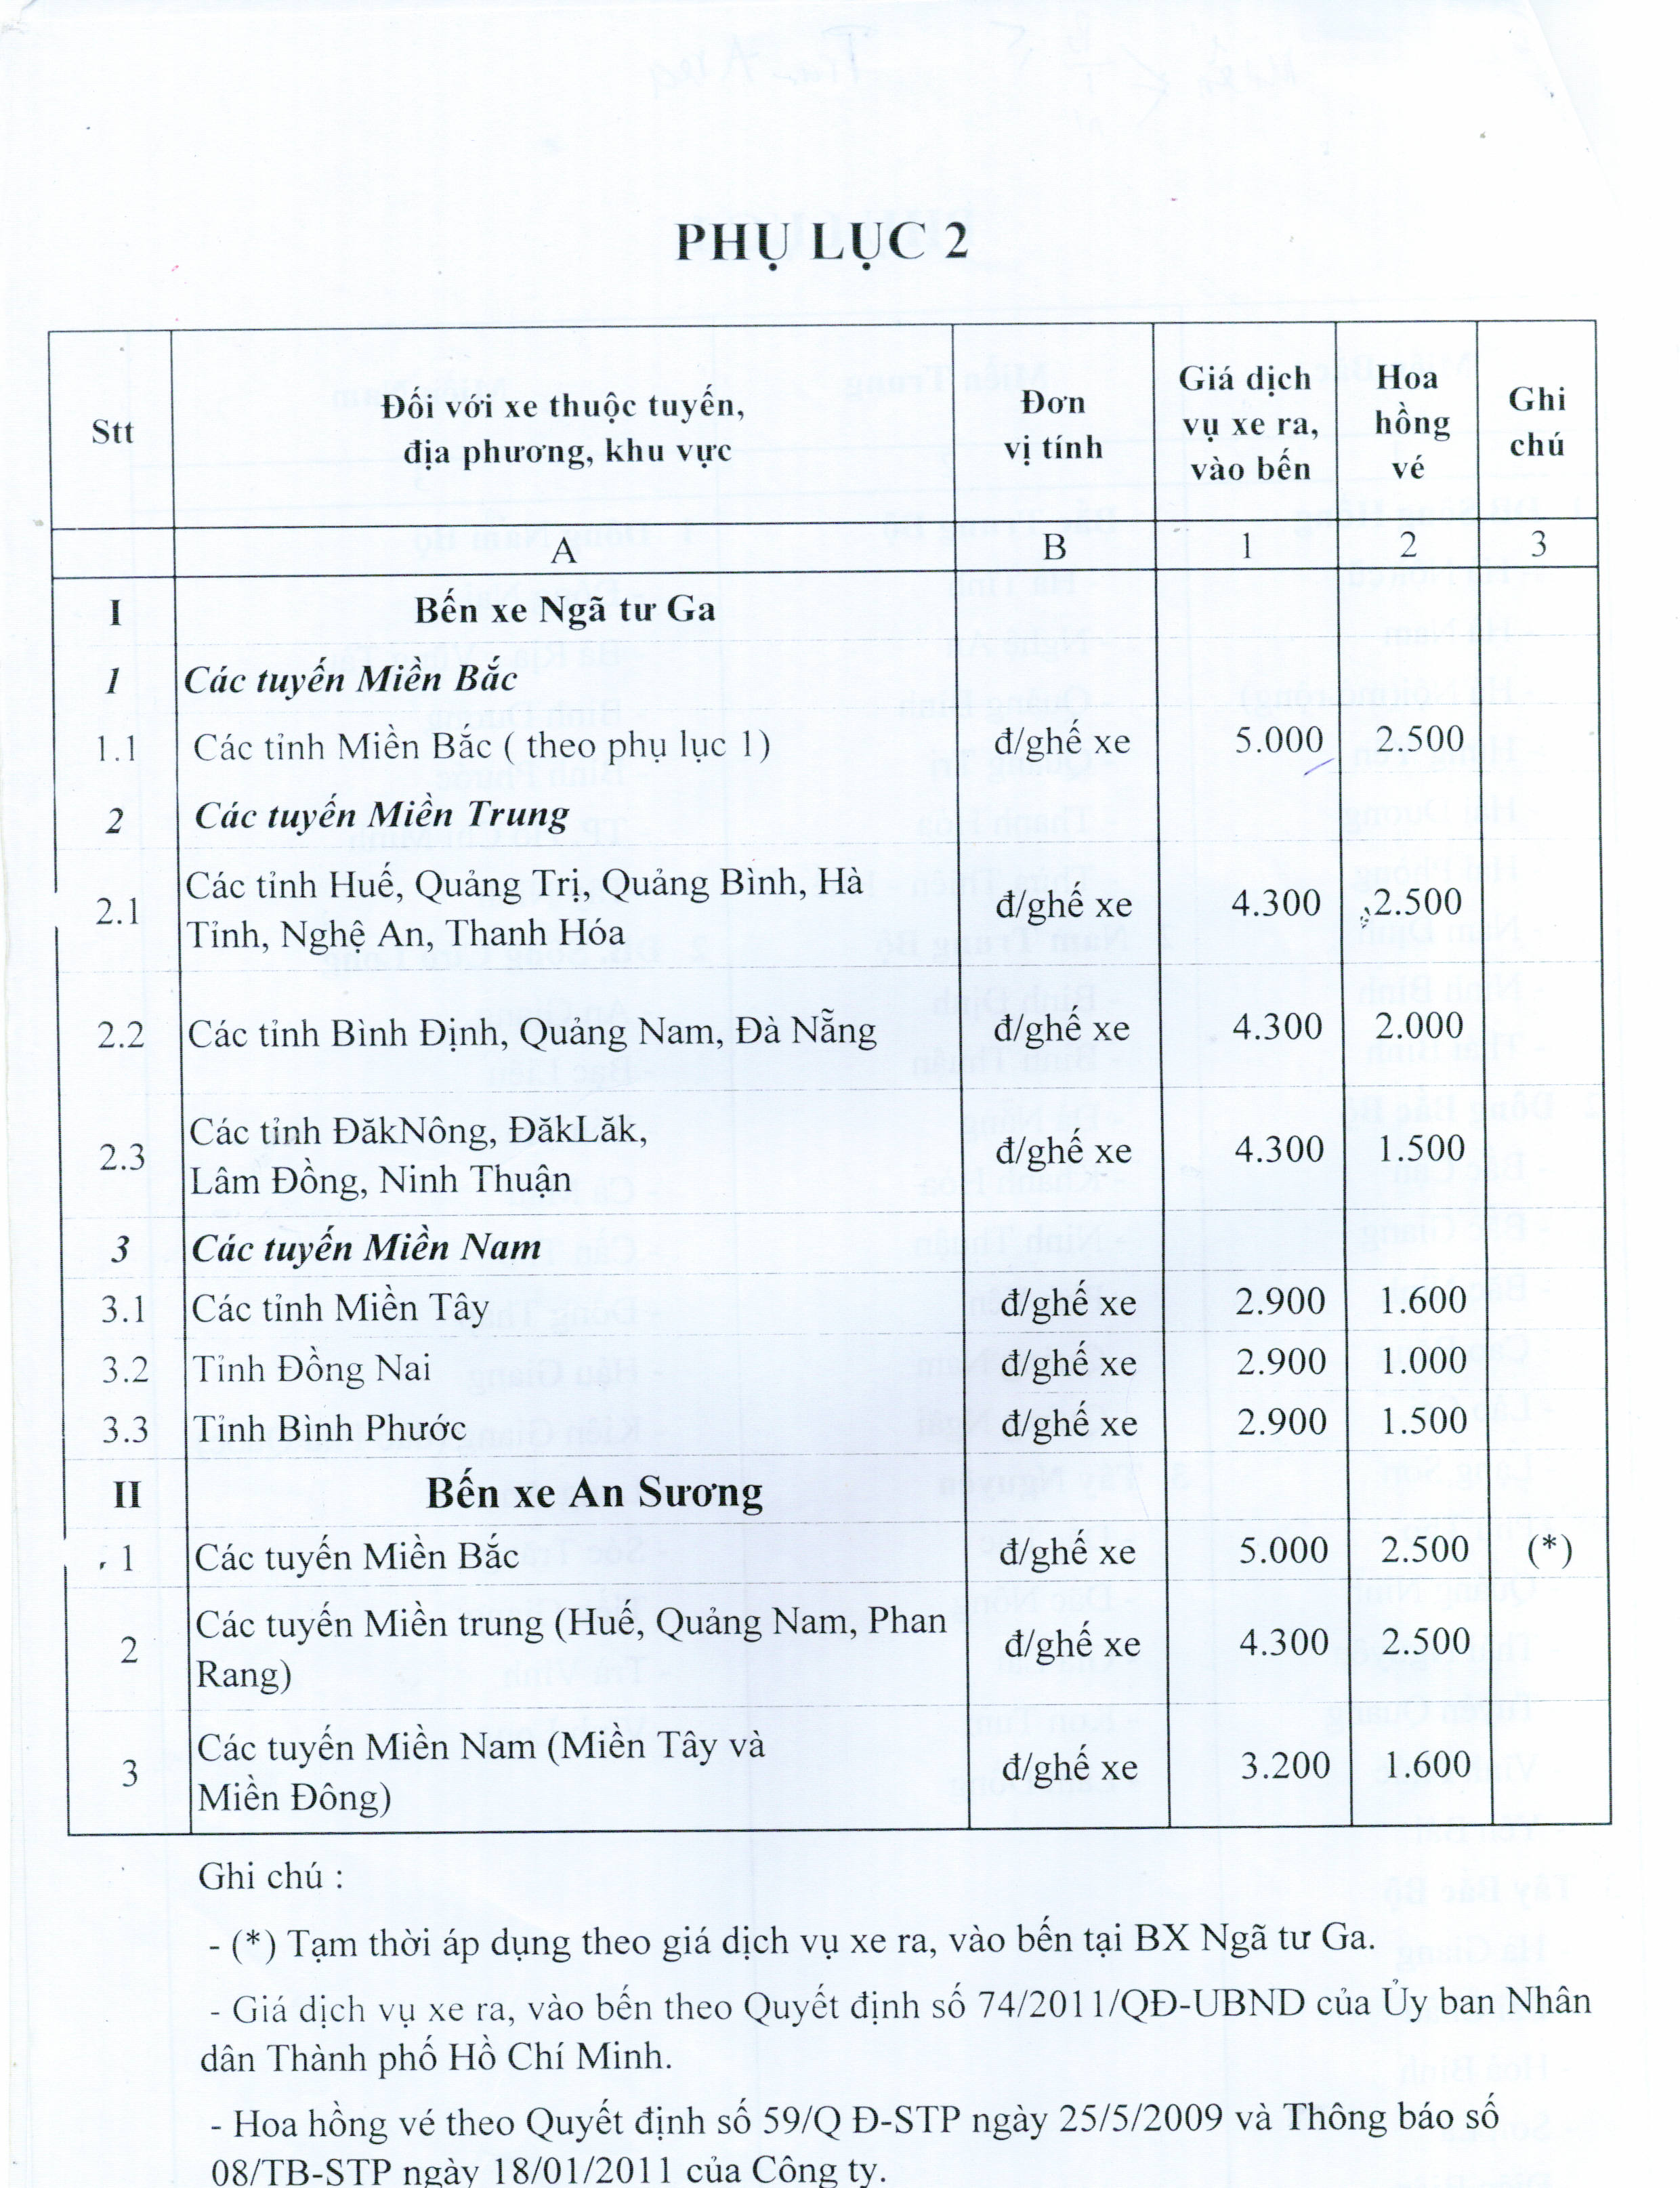 PHỤ LỤC 2
Stt
Đối với xe thuộc tuyến,
địa phương, khu vực
Đơn
vị tính
Giá dịch
vụ xe ra,
vào bến
Hoa
hồng
vé
Ghi
chú
A B 1 2 3
I Bến xe Ngã tư Ga
1 Các tuyến Miền Bắc
1.1 Các tỉnh Miền Bắc ( theo phụ lục 1) đ/ghế xe 5.000 2.500
2 Các tuyến Miền Trung
2.1 Các tỉnh Huế, Quảng Trị, Quảng Bình, Hà
Tỉnh, Nghệ An, Thanh Hóa đ/ghế xe 4.300 2.500
2.2 Các tỉnh Bình Định, Quảng Nam, Đà Nẵng đ/ghế xe 4.300 2.000
2.3 Các tỉnh ĐăkNông, ĐăkLăk,
Lâm Đồng, Ninh Thuận đ/ghế xe 4.300 1.500
3 Các tuyến Miền Nam
3.1 Các tỉnh Miền Tây đ/ghế xe 2.900 1.600
3.2 Tỉnh Đồng Nai đ/ghế xe 2.900 1.000
3.3 Tỉnh Bình Phước đ/ghế xe 2.900 1.500
II Bến xe An Sương
1 Các tuyến Miền Bắc đ/ghế xe 5.000 2.500 (*)
2 Các tuyến Miền trung (Huế, Quảng Nam, Phan
Rang) đ/ghế xe 4.300 2.500
3 Các tuyến Miền Nam (Miền Tây và
Miền Đông) đ/ghế xe 3.200 1.600
Ghi chú :
- (*) Tạm thời áp dụng theo giá dịch vụ xe ra, vào bến tại BX Ngã tư Ga.
- Giá dịch vụ xe ra, vào bến theo Quyết định số 74/2011/QĐ-UBND của Ủy ban Nhân
dân Thành phố Hồ Chí Minh.
- Hoa hồng vé theo Quyết định số 59/Q Đ-STP ngày 25/5/2009 và Thông báo số
08/TB-STP ngày 18/01/2011 của Công ty.